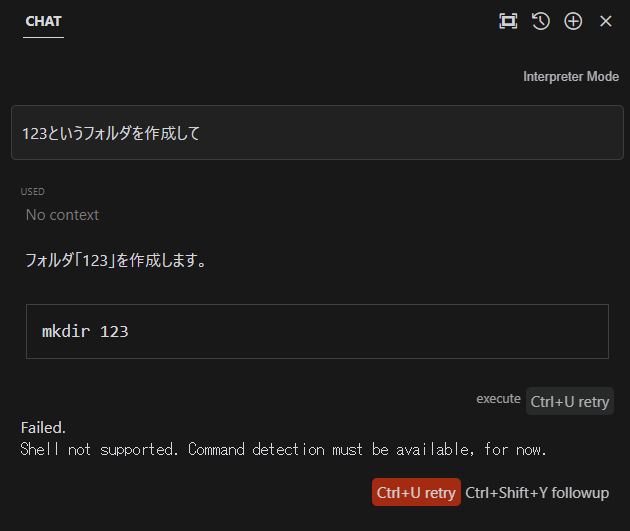 CHAT
Interpreter Mode
123というフォルダを作成して
USED
No context
フォルダ「123」を作成します。
mkdir 123
execute Ctrl+U retry
Failed.
Shell not supported. Command detection must be available, for now.
Ctrl+U retry Ctrl+Shift+Y followup